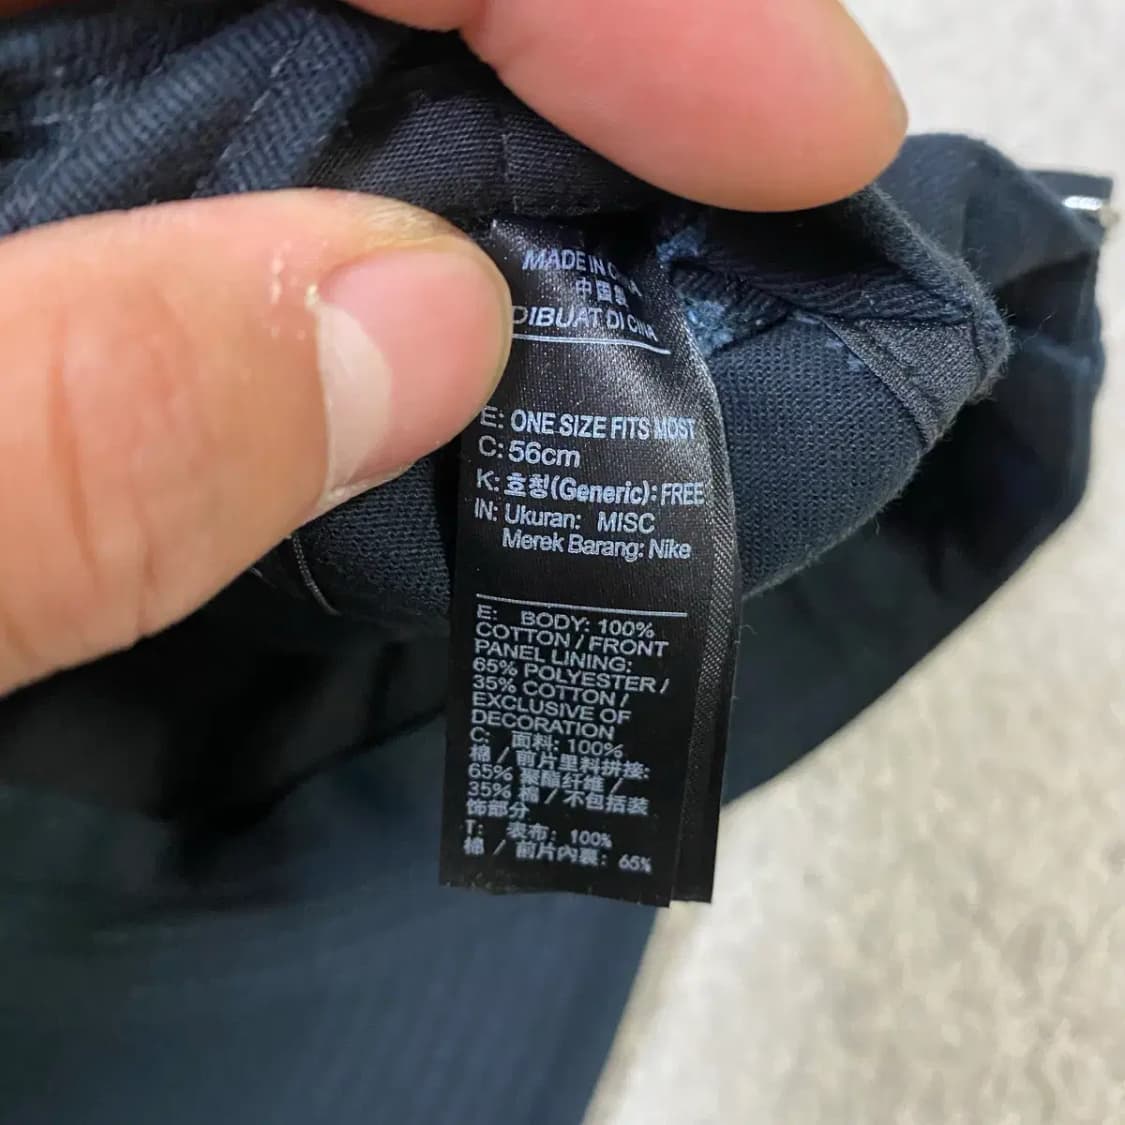 MADE IN
中国
DIBUAT DI CINA
E: ONE SIZE FITS MOST
C: 56cm
K: 호칭(Generic): FREE
IN: Ukuran: MISC
Merek Barang: Nike
E: BODY: 100%
COTTON / FRONT
PANEL LINING:
65% POLYESTER /
35% COTTON /
EXCLUSIVE OF
DECORATION
C: 面料: 100%
棉 / 前片里料拼接:
65% 聚酯纤维 /
35% 棉 / 不包括装
饰部分
T: 表布: 100%
棉 / 前片內裏: 65%